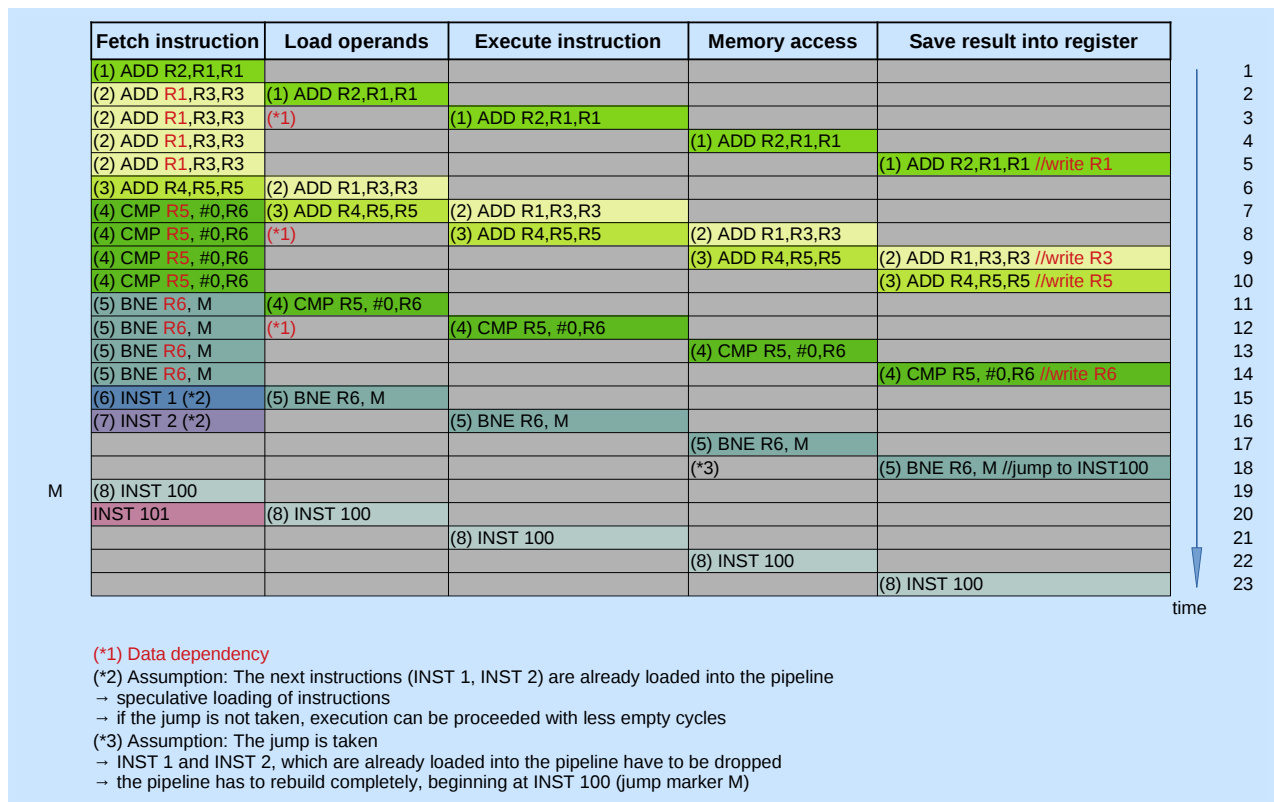 Fetch instruction Load operands Execute instruction Memory access Save result into register
(1) ADD R2,R1,R1 1
(2) ADD R1,R3,R3 (1) ADD R2,R1,R1 2
(2) ADD R1,R3,R3 (*1) (1) ADD R2,R1,R1 3
(2) ADD R1,R3,R3 (1) ADD R2,R1,R1 4
(2) ADD R1,R3,R3 (1) ADD R2,R1,R1 //write R1 5
(3) ADD R4,R5,R5 (2) ADD R1,R3,R3 6
(4) CMP R5, #0,R6 (3) ADD R4,R5,R5 (2) ADD R1,R3,R3 7
(4) CMP R5, #0,R6 (*1) (3) ADD R4,R5,R5 (2) ADD R1,R3,R3 8
(4) CMP R5, #0,R6 (3) ADD R4,R5,R5 (2) ADD R1,R3,R3 //write R3 9
(4) CMP R5, #0,R6 (3) ADD R4,R5,R5 //write R5 10
(5) BNE R6, M (4) CMP R5, #0,R6 11
(5) BNE R6, M (*1) (4) CMP R5, #0,R6 12
(5) BNE R6, M (4) CMP R5, #0,R6 13
(5) BNE R6, M (4) CMP R5, #0,R6 //write R6 14
(6) INST 1 (*2) (5) BNE R6, M 15
(7) INST 2 (*2) (5) BNE R6, M 16
(5) BNE R6, M 17
(*3) (5) BNE R6, M //jump to INST100 18
M (8) INST 100 19
INST 101 (8) INST 100 20
(8) INST 100 21
(8) INST 100 22
(8) INST 100 23
time
(*1) Data dependency
(*2) Assumption: The next instructions (INST 1, INST 2) are already loaded into the pipeline
→ speculative loading of instructions
→ if the jump is not taken, execution can be proceeded with less empty cycles
(*3) Assumption: The jump is taken
→ INST 1 and INST 2, which are already loaded into the pipeline have to be dropped
→ the pipeline has to rebuild completely, beginning at INST 100 (jump marker M)